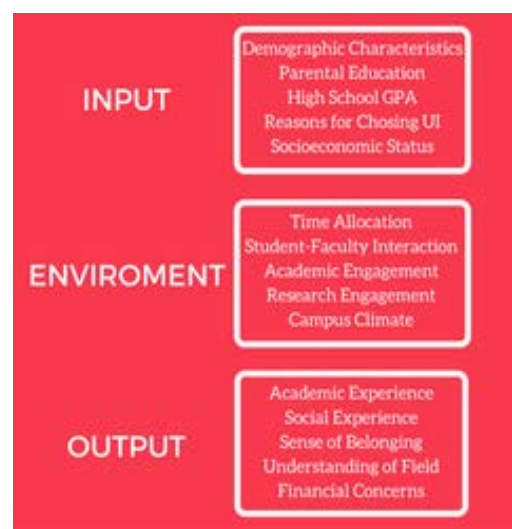 INPUT
Demographic Characteristics
Parental Education
High School GPA
Reasons for Chosing UI
Socioeconomic Status
ENVIROMENT
Time Allocation
Student-Faculty Interaction
Academic Engagement
Research Engagement
Campus Climate
OUTPUT
Academic Experience
Social Experience
Sense of Belonging
Understanding of Field
Financial Concerns